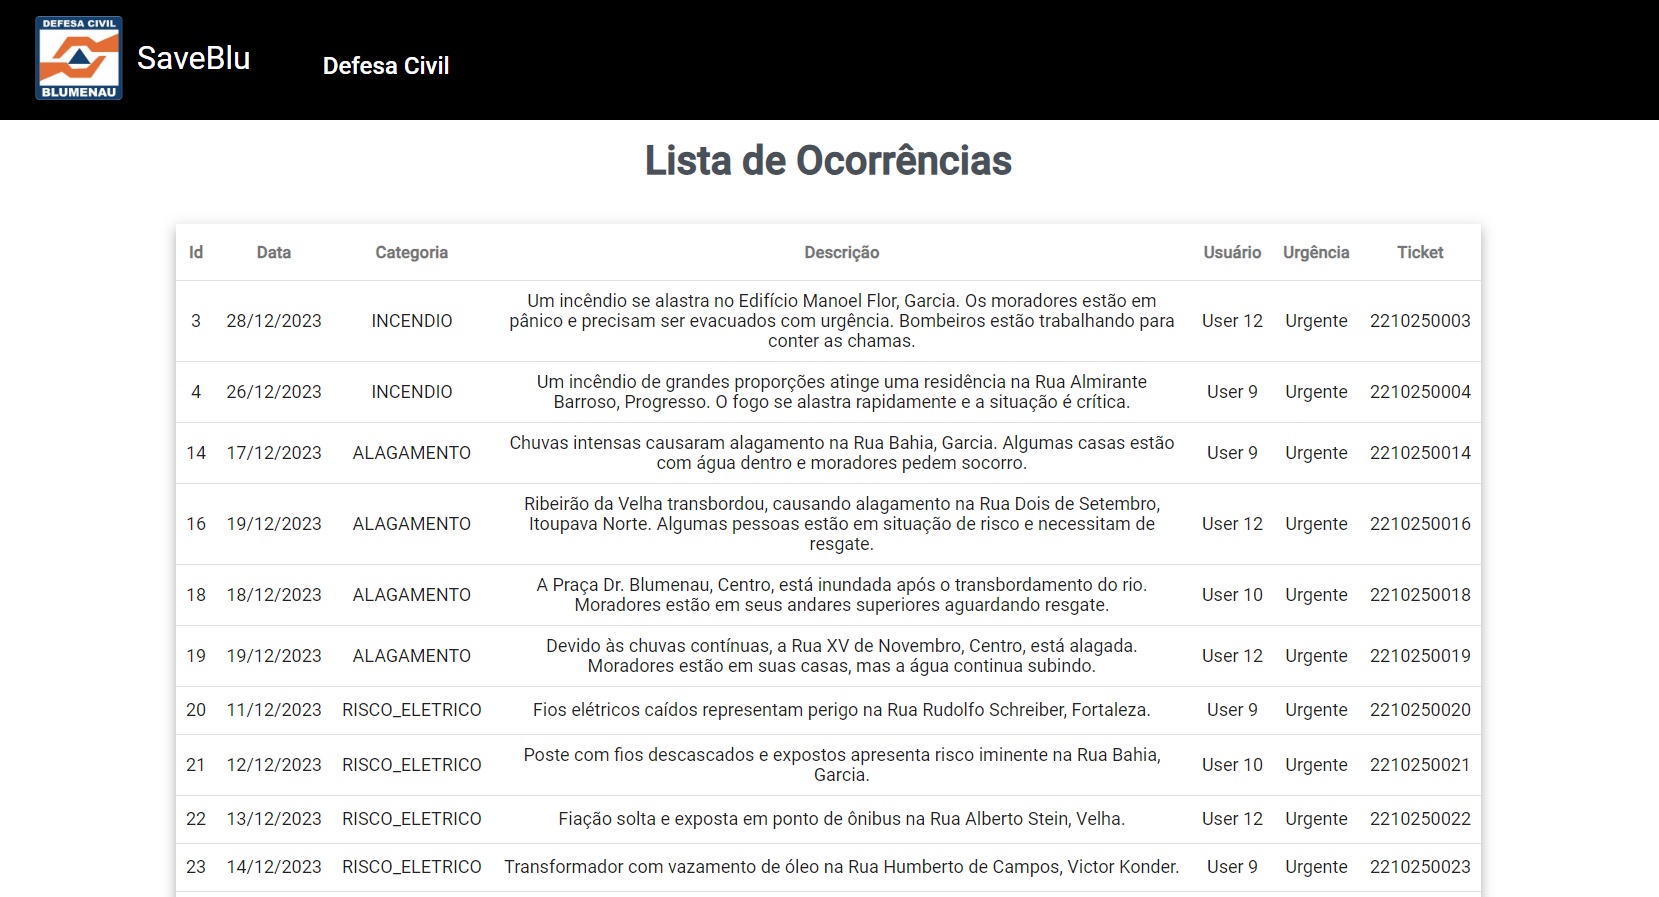 DEFESA CIVIL
BLUMENAU
SaveBlu
Defesa Civil
Lista de Ocorrências
Id Data Categoria Descrição Usuário Urgência Ticket
Um incêndio se alastra no Edifício Manoel Flor, Garcia. Os moradores estão em
3 28/12/2023 INCENDIO pânico e precisam ser evacuados com urgência. Bombeiros estão trabalhando para User 12 Urgente 2210250003
conter as chamas.
4 26/12/2023 INCENDIO Um incêndio de grandes proporções atinge uma residência na Rua Almirante User 9 Urgente 2210250004
Barroso, Progresso. O fogo se alastra rapidamente e a situação é crítica.
14 17/12/2023 ALAGAMENTO Chuvas intensas causaram alagamento na Rua Bahia, Garcia. Algumas casas estão User 9 Urgente 2210250014
com água dentro e moradores pedem socorro.
Ribeirão da Velha transbordou, causando alagamento na Rua Dois de Setembro,
16 19/12/2023 ALAGAMENTO Itoupava Norte. Algumas pessoas estão em situação de risco e necessitam de User 12 Urgente 2210250016
resgate.
18 18/12/2023 ALAGAMENTO A Praça Dr. Blumenau, Centro, está inundada após o transbordamento do rio. User 10 Urgente 2210250018
Moradores estão em seus andares superiores aguardando resgate.
19 19/12/2023 ALAGAMENTO Devido às chuvas contínuas, a Rua XV de Novembro, Centro, está alagada. User 12 Urgente 2210250019
Moradores estão em suas casas, mas a água continua subindo.
20 11/12/2023 RISCO_ELETRICO Fios elétricos caídos representam perigo na Rua Rudolfo Schreiber, Fortaleza. User 9 Urgente 2210250020
21 12/12/2023 RISCO_ELETRICO Poste com fios descascados e expostos apresenta risco iminente na Rua Bahia, User 10 Urgente 2210250021
Garcia.
22 13/12/2023 RISCO_ELETRICO Fiação solta e exposta em ponto de ônibus na Rua Alberto Stein, Velha. User 12 Urgente 2210250022
23 14/12/2023 RISCO_ELETRICO Transformador com vazamento de óleo na Rua Humberto de Campos, Victor Konder. User 9 Urgente 2210250023